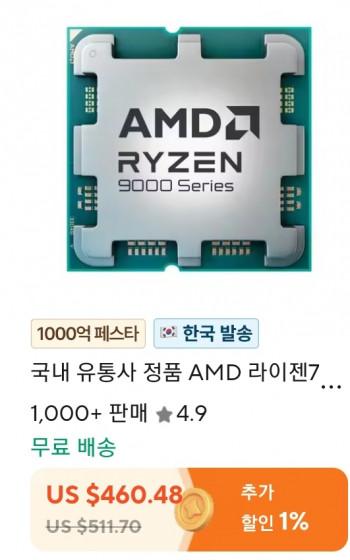 AMD
RYZEN
9000 Series
1000억 페스타
한국 발송
국내 유통사 정품 AMD 라이젠7...
1,000+ 판매 ★4.9
무료 배송
US $460.48
US $511.70
추가
할인 1%